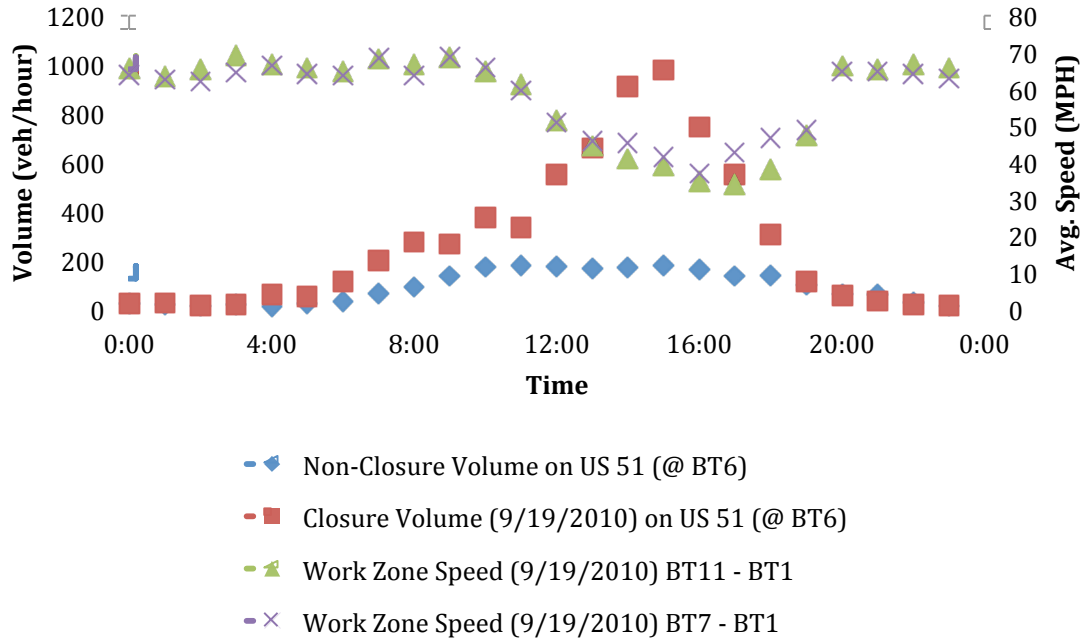 1200
1000
800
600
400
200
0
Volume (veh/hour)
80
70
60
50
40
30
20
10
0
Avg. Speed (MPH)
0:00 4:00 8:00 12:00 16:00 20:00 0:00
Time
Non-Closure Volume on US 51 (@ BT6)
Closure Volume (9/19/2010) on US 51 (@ BT6)
Work Zone Speed (9/19/2010) BT11 - BT1
Work Zone Speed (9/19/2010) BT7 - BT1